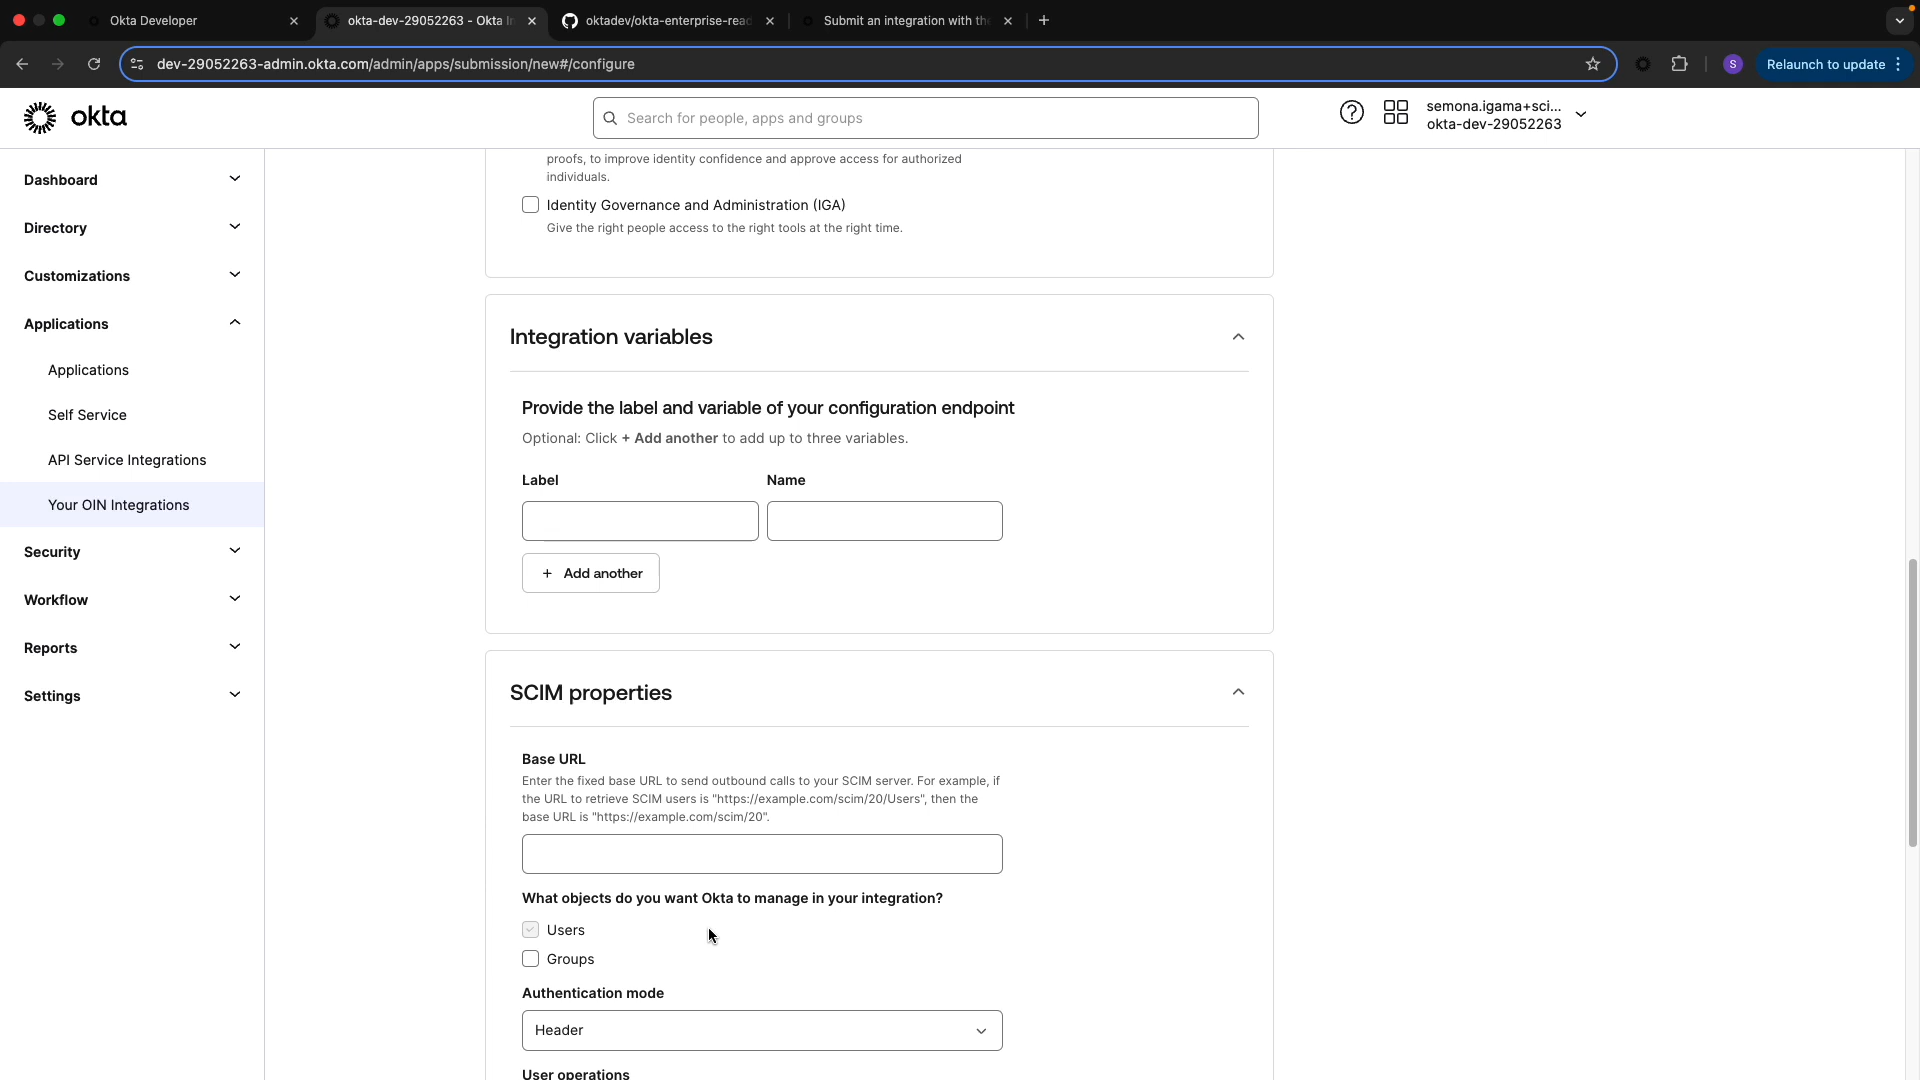 Okta Developer
okta-dev-29052263 - Okta I
oktadev/okta-enterprise-rea
Submit an integration with th
dev-29052263-admin.okta.com/admin/apps/submission/new#/configure
S
Relaunch to update
okta
Search for people, apps and groups
semona.igama+sci...
okta-dev-29052263
Dashboard
Directory
Customizations
Applications
Applications
Self Service
API Service Integrations
Your OIN Integrations
Security
Workflow
Reports
Settings
proofs, to improve identity confidence and approve access for authorized
individuals.
Identity Governance and Administration (IGA)
Give the right people access to the right tools at the right time.
Integration variables
Provide the label and variable of your configuration endpoint
Optional: Click + Add another to add up to three variables.
Label Name
+ Add another
SCIM properties
Base URL
Enter the fixed base URL to send outbound calls to your SCIM server. For example, if
the URL to retrieve SCIM users is "https://example.com/scim/20/Users", then the
base URL is "https://example.com/scim/20".
What objects do you want Okta to manage in your integration?
Users
Groups
Authentication mode
Header
User operations